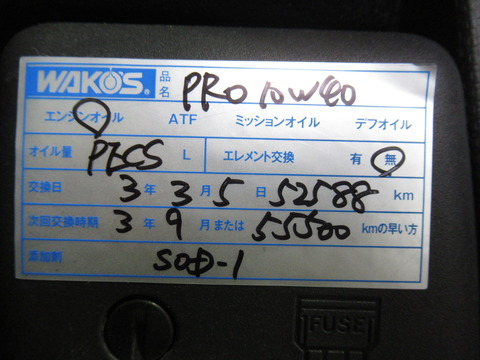 WAKO'S® 品名 PRO 10W40
エンジンオイル ATF ミッションオイル デフオイル
オイル量 PECS L エレメント交換 有 無
交換日 3年 3月 5日 52588 km
次回交換時期 3年 9月または 55500 kmの早い方
添加剤 SOD-1
FUSE